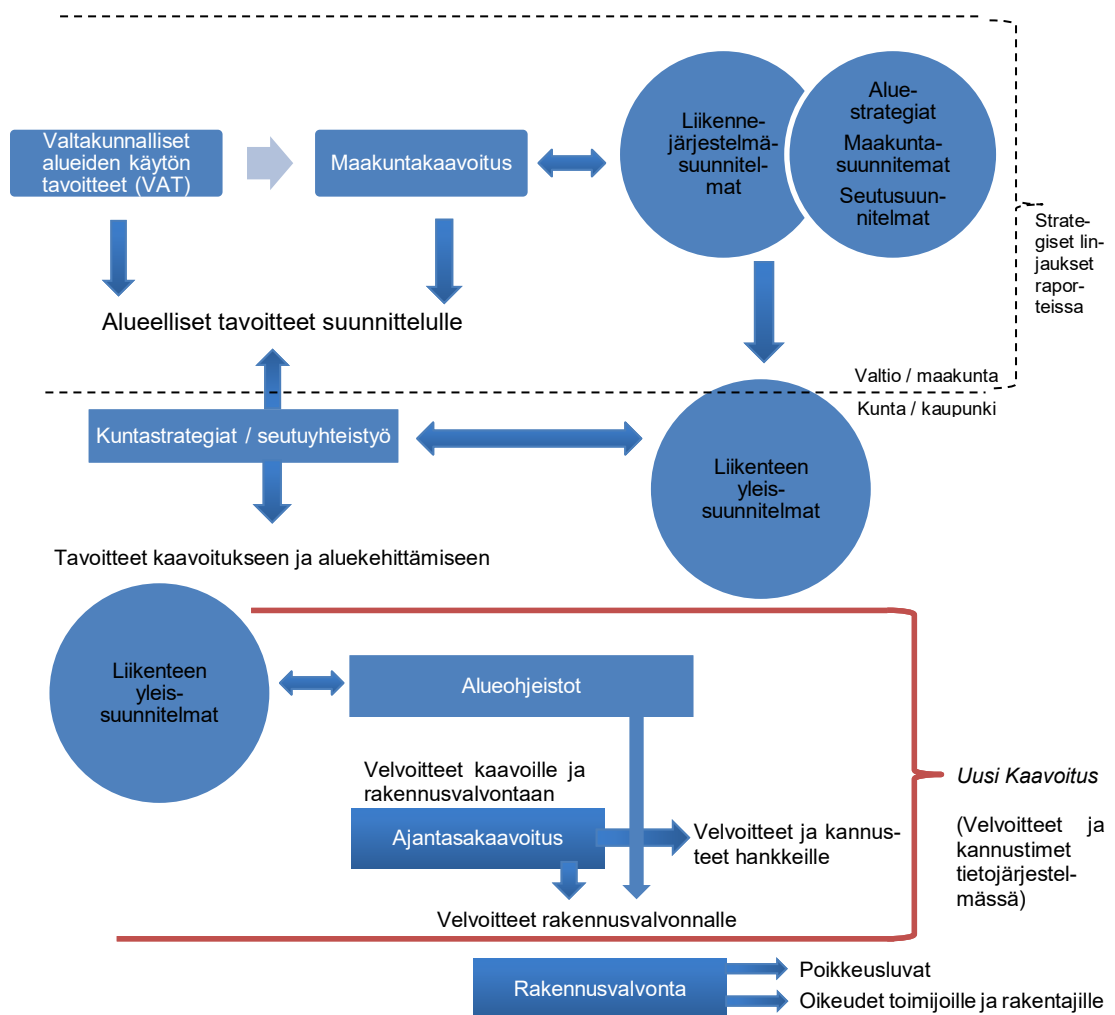 Valtakunnalliset
alueiden käytön
tavoitteet (VAT)
Maakuntakaavoitus
Liikenne-
järjestelmä-
suunnitel-
mat
Alue-
strategiat
Maakunta-
suunnitemat
Seutusuun-
nitelmat
Strate-
giset lin-
jaukset
rapor-
teissa
Alueelliset tavoitteet suunnittelulle
Valtio / maakunta
Kunta / kaupunki
Kuntastrategiat / seutuyhteistyö
Liikenteen
yleis-
suunnitelmat
Tavoitteet kaavoitukseen ja aluekehittämiseen
Liikenteen
yleis-
suunnitelmat
Alueohjeistot
Velvoitteet kaavoille ja
rakennusvalvontaan
Ajantasakaavoitus
Velvoitteet ja kannus-
teet hankkeille
Velvoitteet rakennusvalvonnalle
Uusi Kaavoitus
(Velvoitteet ja
kannustimet
tietojärjestel-
mässä)
Rakennusvalvonta
Poikkeusluvat
Oikeudet toimijoille ja rakentajille